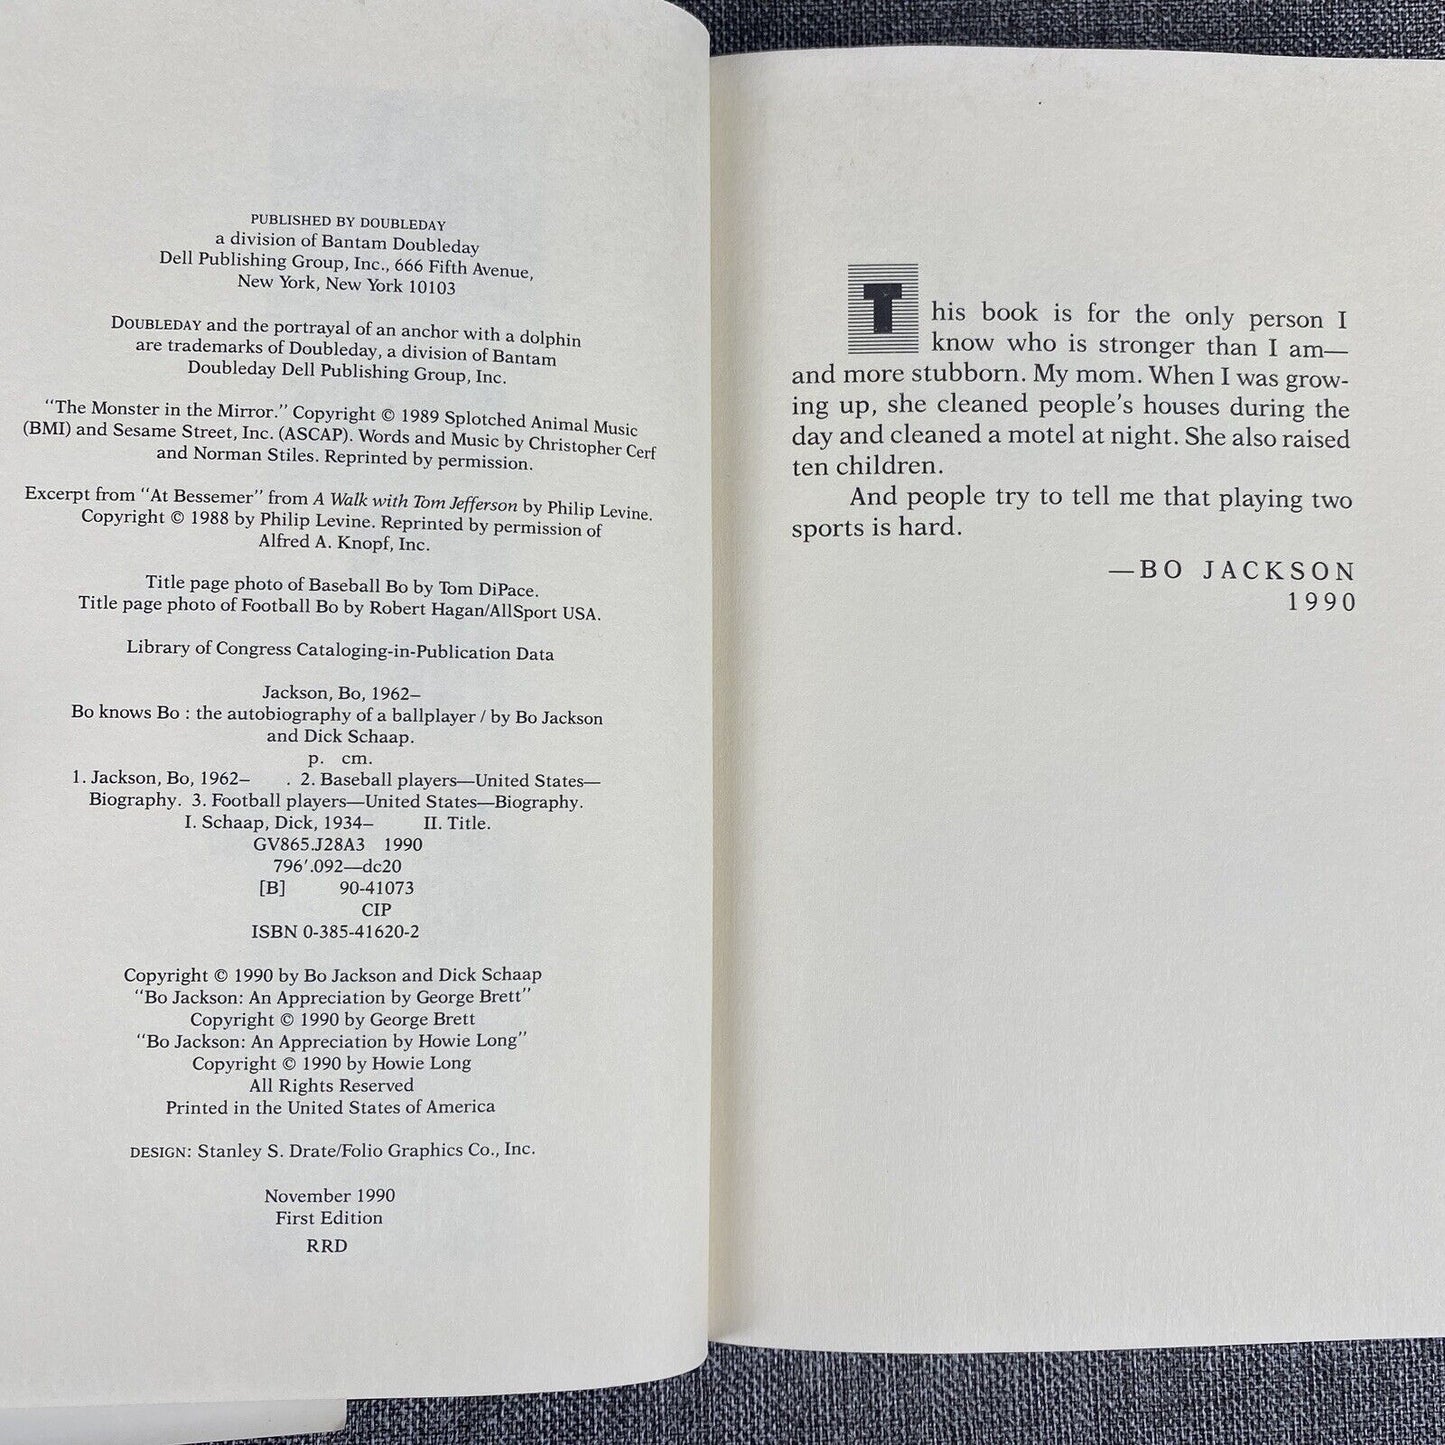 PUBLISHED BY DOUBLEDAY
a division of Bantam Doubleday
Dell Publishing Group, Inc., 666 Fifth Avenue,
New York, New York 10103
DOUBLEDAY and the portrayal of an anchor with a dolphin
are trademarks of Doubleday, a division of Bantam
Doubleday Dell Publishing Group, Inc.
"The Monster in the Mirror." Copyright © 1989 Splotched Animal Music
(BMI) and Sesame Street, Inc. (ASCAP). Words and Music by Christopher Cerf
and Norman Stiles. Reprinted by permission.
Excerpt from "At Bessemer" from A Walk with Tom Jefferson by Philip Levine.
Copyright © 1988 by Philip Levine. Reprinted by permission of
Alfred A. Knopf, Inc.
Title page photo of Baseball Bo by Tom DiPace.
Title page photo of Football Bo by Robert Hagan/AllSport USA.
Library of Congress Cataloging-in-Publication Data
Jackson, Bo, 1962–
Bo knows Bo : the autobiography of a ballplayer / by Bo Jackson
and Dick Schaap.
p. cm.
1. Jackson, Bo, 1962– . 2. Baseball players—United States—
Biography. 3. Football players—United States—Biography.
I. Schaap, Dick, 1934– II. Title.
GV865.J28A3 1990
796'.092—dc20
[B] 90-41073
CIP
ISBN 0-385-41620-2
Copyright © 1990 by Bo Jackson and Dick Schaap
"Bo Jackson: An Appreciation by George Brett"
Copyright © 1990 by George Brett
"Bo Jackson: An Appreciation by Howie Long"
Copyright © 1990 by Howie Long
All Rights Reserved
Printed in the United States of America
DESIGN: Stanley S. Drate/Folio Graphics Co., Inc.
November 1990
First Edition
RRD
This book is for the only person I
know who is stronger than I am—
and more stubborn. My mom. When I was grow-
ing up, she cleaned people's houses during the
day and cleaned a motel at night. She also raised
ten children.
And people try to tell me that playing two
sports is hard.
—BO JACKSON
1990